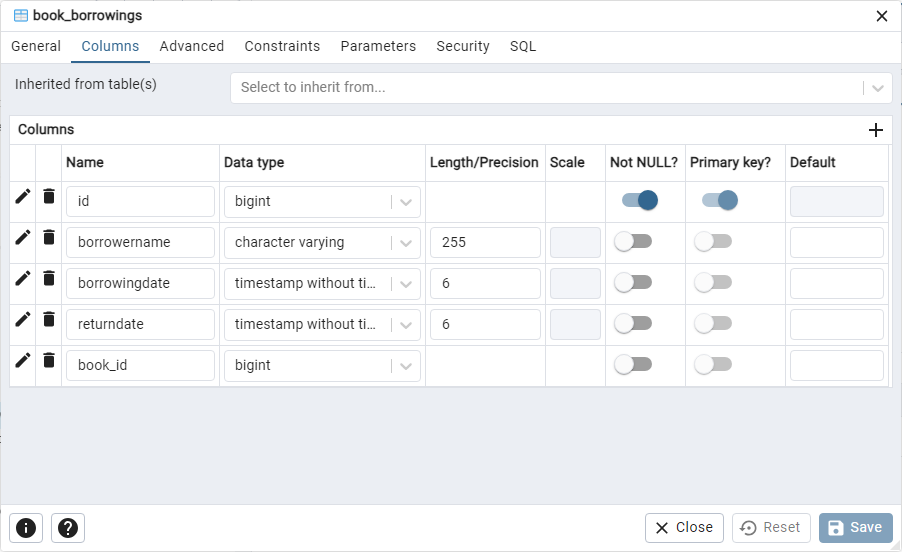 book_borrowings
General Columns Advanced Constraints Parameters Security SQL
Inherited from table(s) Select to inherit from...
Columns
Name Data type Length/Precision Scale Not NULL? Primary key? Default
id bigint
borrowername character varying 255
borrowingdate timestamp without ti... 6
returndate timestamp without ti... 6
book_id bigint
Close Reset Save